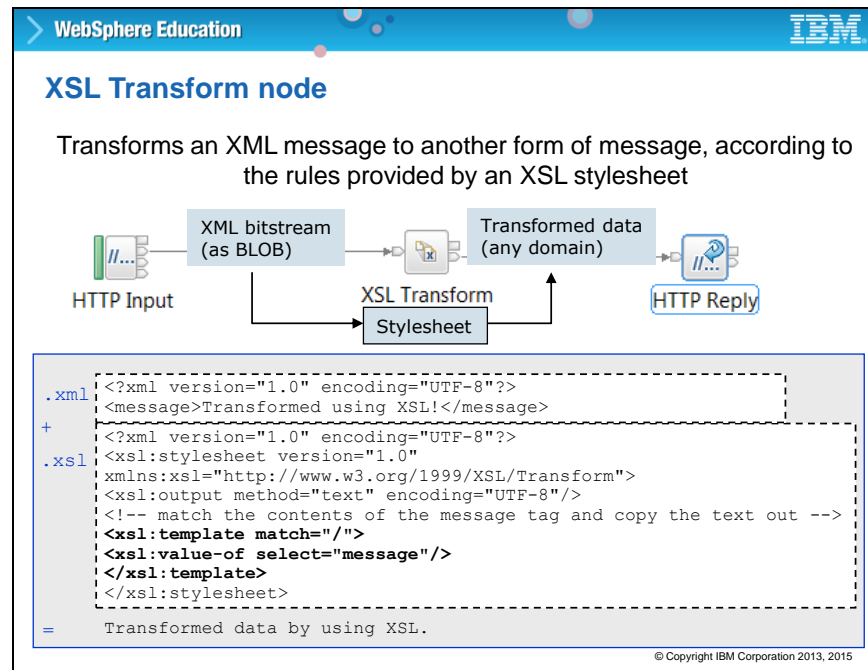 WebSphere Education
IBM
XSL Transform node
Transforms an XML message to another form of message, according to
the rules provided by an XSL stylesheet
XML bitstream
(as BLOB)
Transformed data
(any domain)
//...
//...
HTTP Input
XSL Transform
HTTP Reply
Stylesheet
.xml
<?xml version="1.0" encoding="UTF-8"?>
<message>Transformed using XSL!</message>
+
.xsl
<?xml version="1.0" encoding="UTF-8"?>
<xsl:stylesheet version="1.0"
xmlns:xsl="http://www.w3.org/1999/XSL/Transform">
<xsl:output method="text" encoding="UTF-8"/>
<!-- match the contents of the message tag and copy the text out -->
<xsl:template match="/">
<xsl:value-of select="message"/>
</xsl:template>
</xsl:stylesheet>
= Transformed data by using XSL.
© Copyright IBM Corporation 2013, 2015